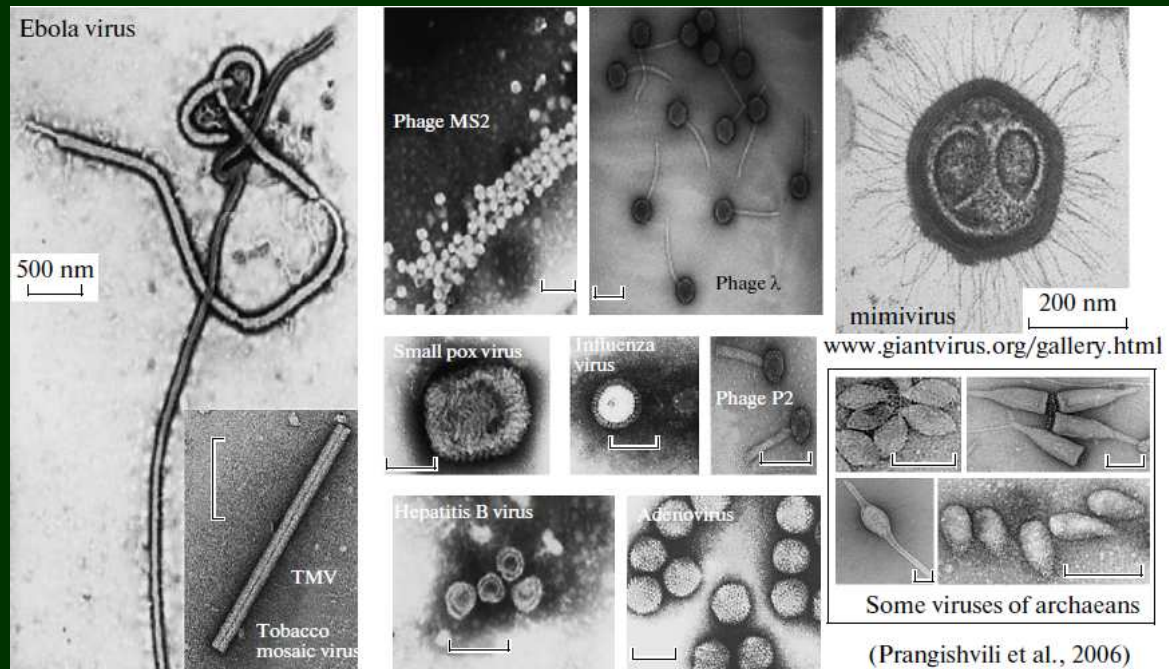 Ebola virus
500 nm
TMV
Tobacco
mosaic virus
Phage MS2
Phage λ
mimivirus
200 nm
www.giantvirus.org/gallery.html
Small pox virus
Influenza
virus
Phage P2
Hepatitis B virus
Adenovirus
Some viruses of archaeans
(Prangishvili et al., 2006)